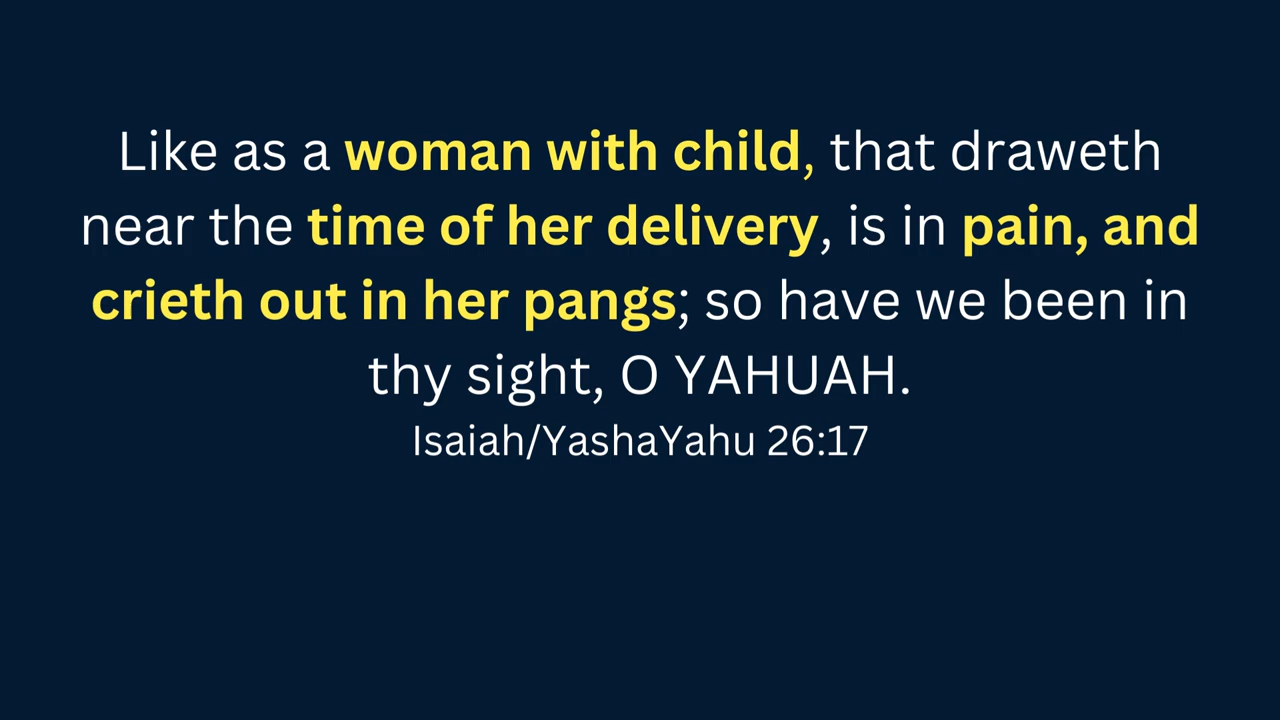 Like as a woman with child, that draweth
near the time of her delivery, is in pain, and
crieth out in her pangs; so have we been in
thy sight, O YAHUAH.
Isaiah/YashaYahu 26:17